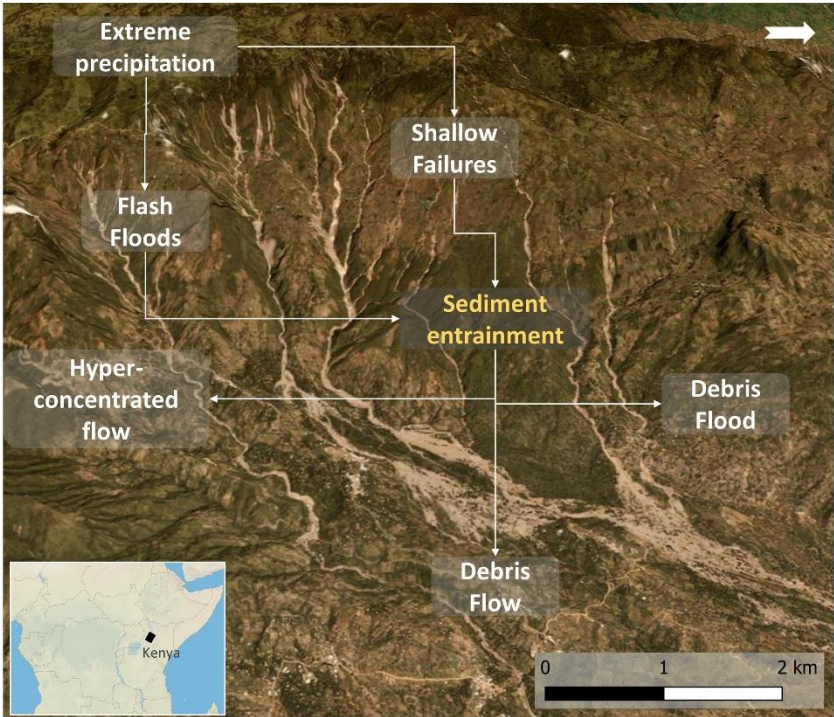 Extreme
precipitation
Shallow
Failures
Flash
Floods
Sediment
entrainment
Hyper-
concentrated
flow
Debris
Flood
Debris
Flow
Kenya
0 1 2 km